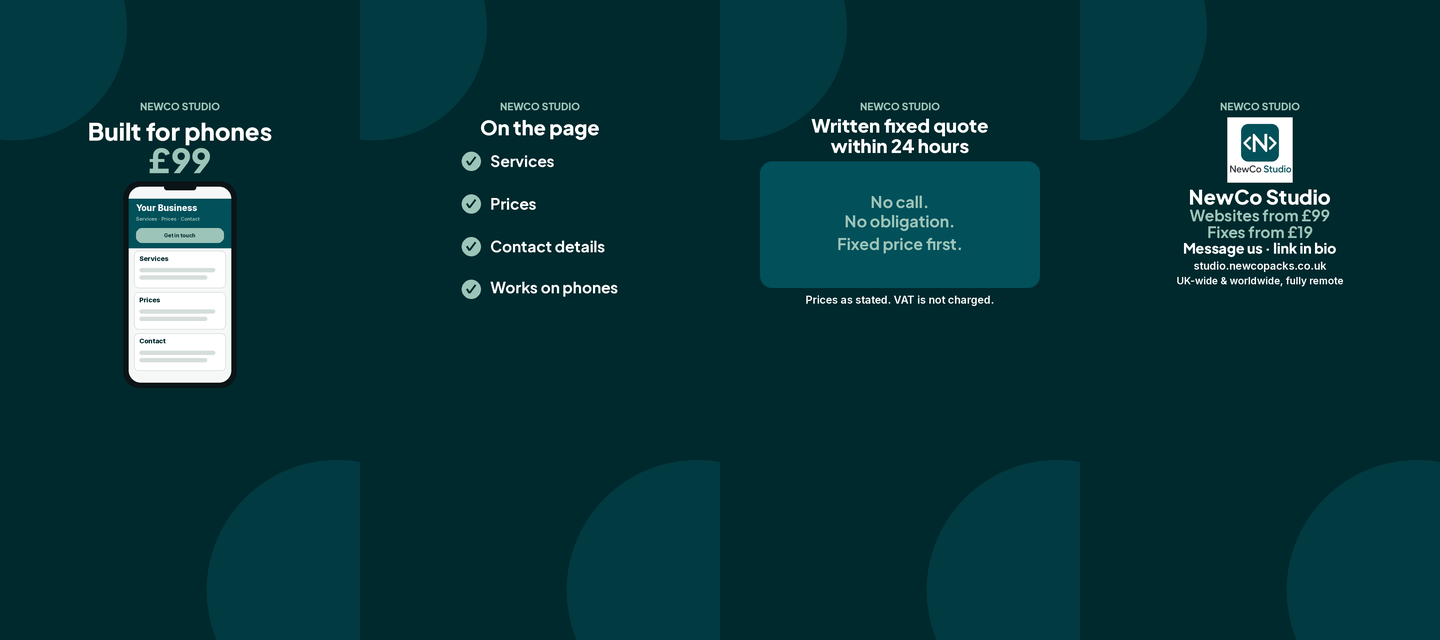 NEWCO STUDIO
Built for phones
£99
Your Business
Services · Prices · Contact
Get in touch
Services
Prices
Contact
NEWCO STUDIO
On the page
Services
Prices
Contact details
Works on phones
NEWCO STUDIO
Written fixed quote
within 24 hours
No call.
No obligation.
Fixed price first.
Prices as stated. VAT is not charged.
NEWCO STUDIO
<N>
NewCo Studio
NewCo Studio
Websites from £99
Fixes from £19
Message us · link in bio
studio.newcopacks.co.uk
UK-wide & worldwide, fully remote